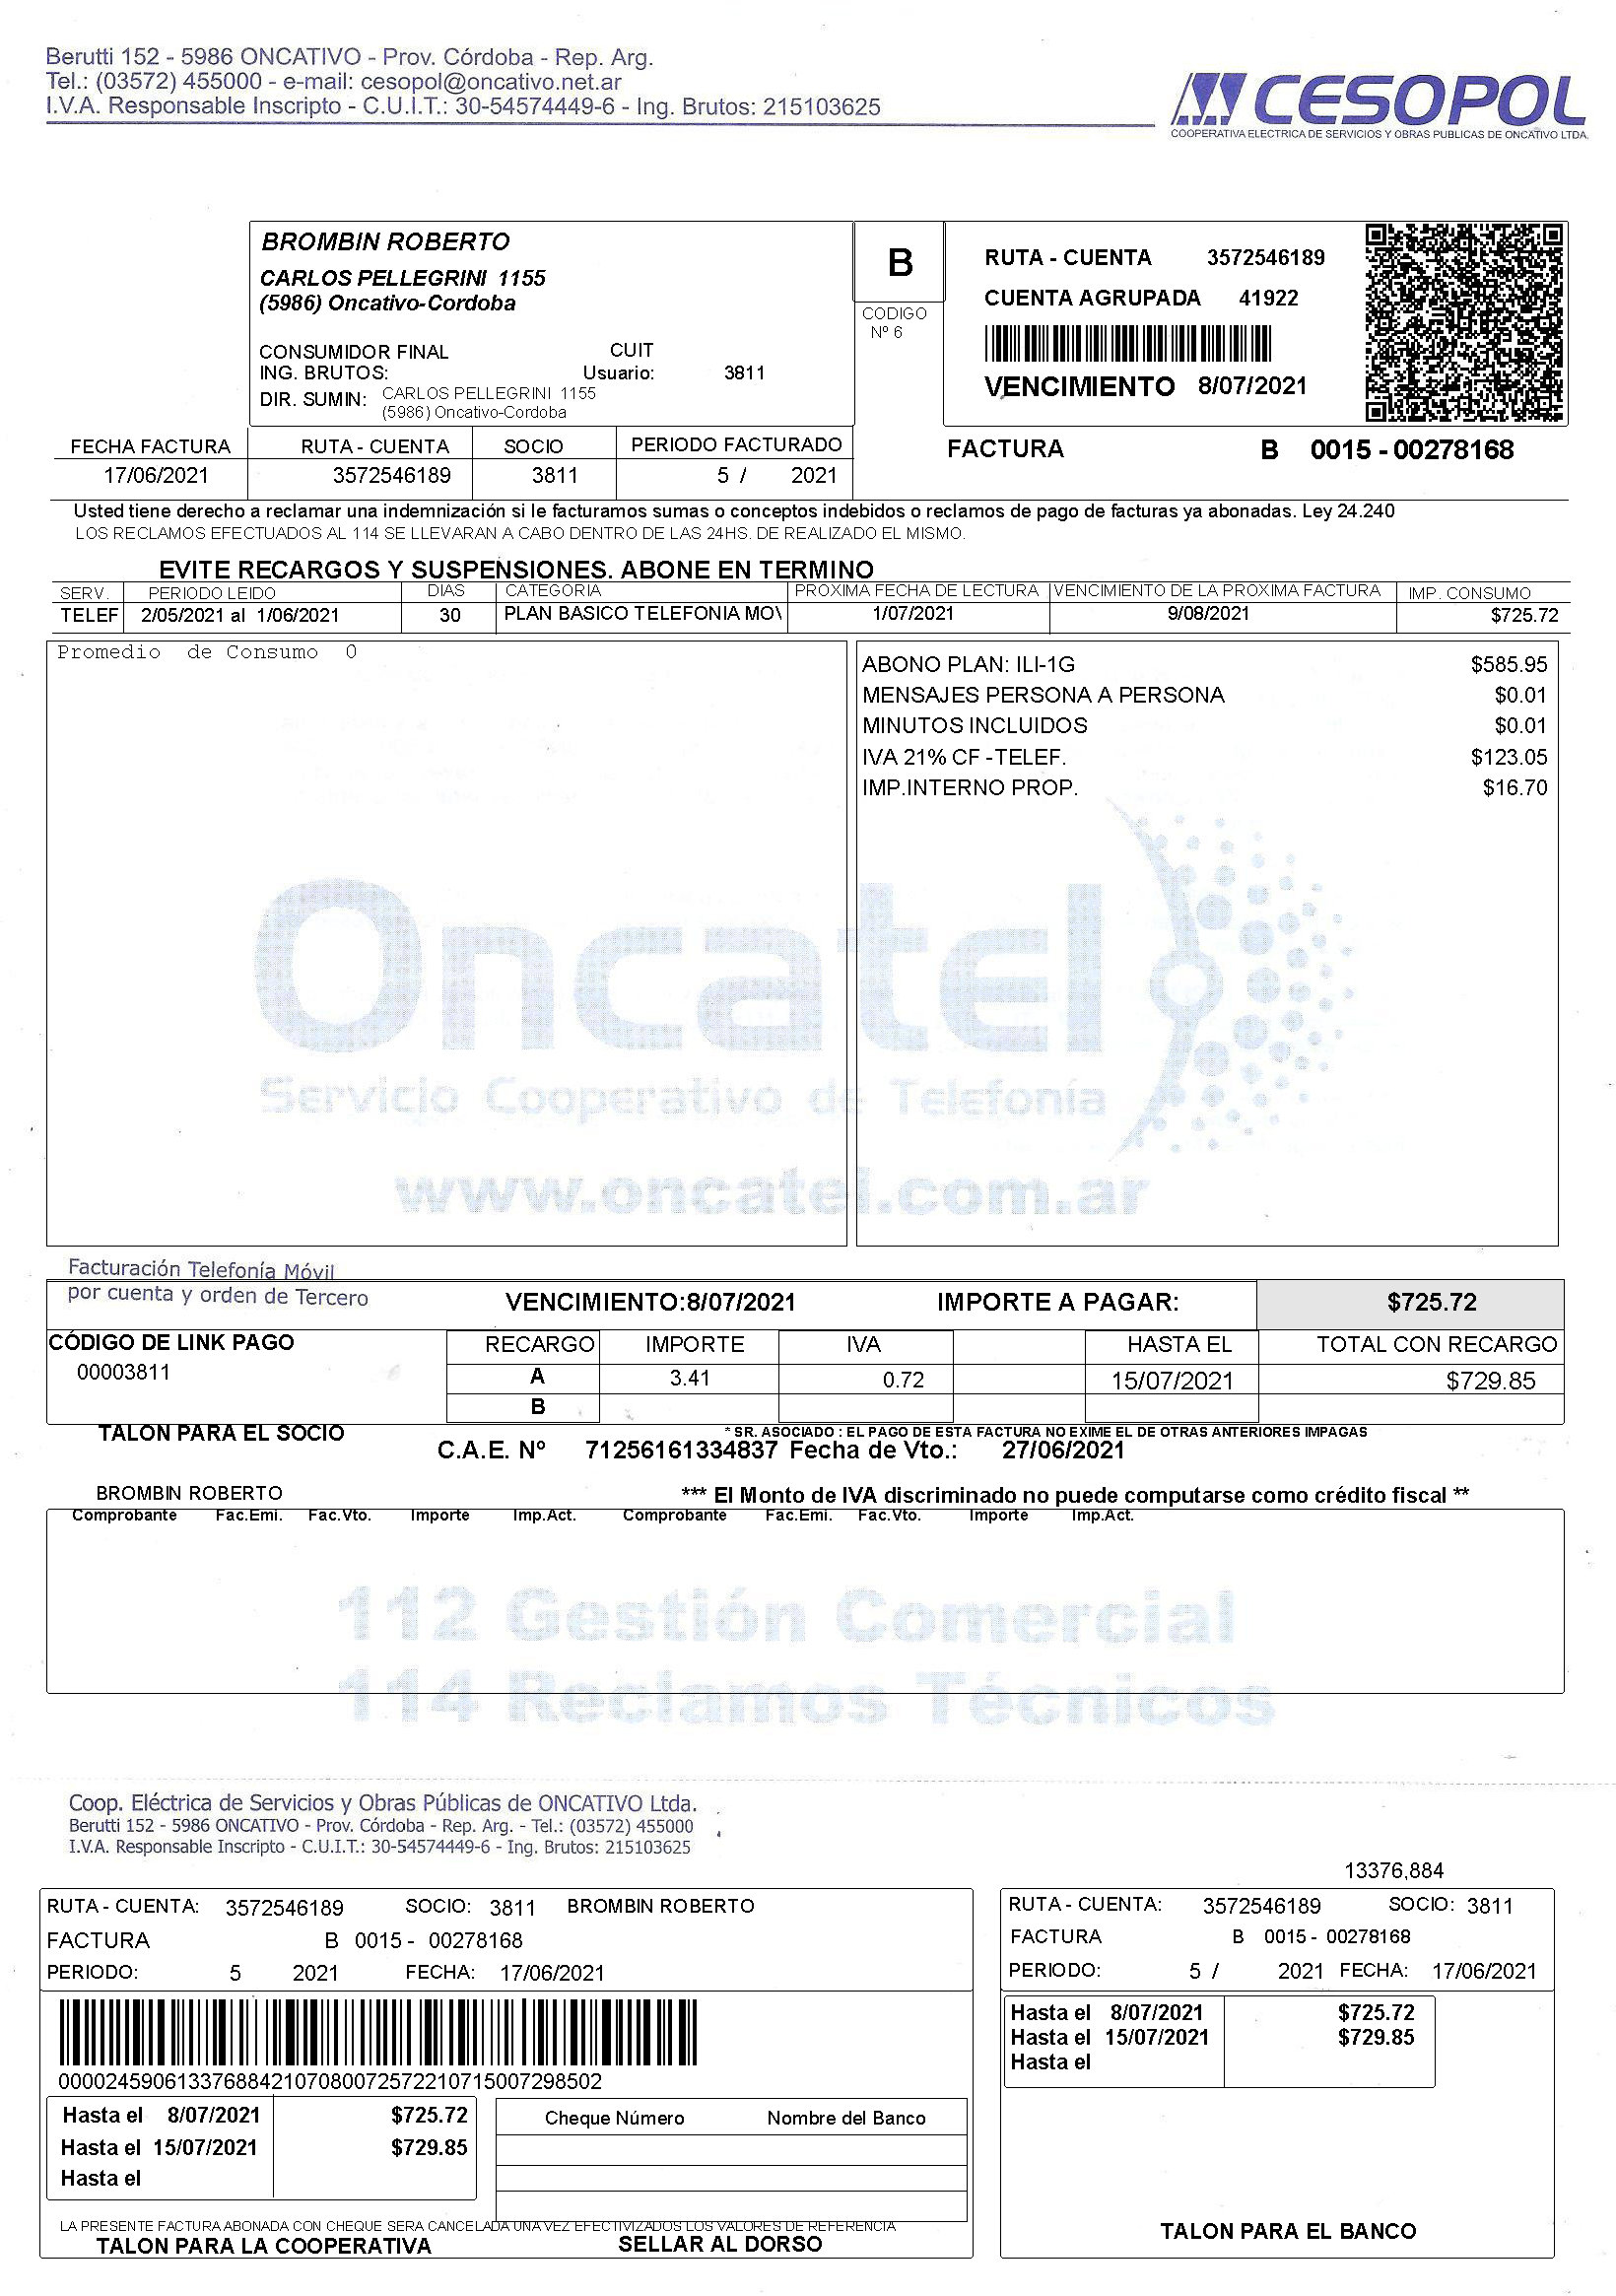 Berutti 152 - 5986 ONCATIVO - Prov. Córdoba - Rep. Arg.
Tel.: (03572) 455000 - e-mail: cesopol@oncativo.net.ar
I.V.A. Responsable Inscripto - C.U.I.T.: 30-54574449-6 - Ing. Brutos: 215103625
CESOPOL
COOPERATIVA ELECTRICA DE SERVICIOS Y OBRAS PUBLICAS DE ONCATIVO LTDA.
BROMBIN ROBERTO
CARLOS PELLEGRINI 1155
(5986) Oncativo-Cordoba
CONSUMIDOR FINAL CUIT
ING. BRUTOS: Usuario: 3811
DIR. SUMIN: CARLOS PELLEGRINI 1155
(5986) Oncativo-Cordoba
B
CODIGO
Nº 6
RUTA - CUENTA 3572546189
CUENTA AGRUPADA 41922
VENCIMIENTO 8/07/2021
FECHA FACTURA RUTA - CUENTA SOCIO PERIODO FACTURADO
17/06/2021 3572546189 3811 5 / 2021
FACTURA B 0015 - 00278168
Usted tiene derecho a reclamar una indemnización si le facturamos sumas o conceptos indebidos o reclamos de pago de facturas ya abonadas. Ley 24.240
LOS RECLAMOS EFECTUADOS AL 114 SE LLEVARAN A CABO DENTRO DE LAS 24HS. DE REALIZADO EL MISMO.
EVITE RECARGOS Y SUSPENSIONES. ABONE EN TERMINO
SERV. PERIODO LEIDO DIAS CATEGORIA PROXIMA FECHA DE LECTURA VENCIMIENTO DE LA PROXIMA FACTURA IMP. CONSUMO
TELEF 2/05/2021 al 1/06/2021 30 PLAN BASICO TELEFONIA MOV 1/07/2021 9/08/2021 $725.72
Promedio de Consumo 0
ABONO PLAN: ILI-1G $585.95
MENSAJES PERSONA A PERSONA $0.01
MINUTOS INCLUIDOS $0.01
IVA 21% CF -TELEF. $123.05
IMP.INTERNO PROP. $16.70
Oncatel
Servicio Cooperativo de Telefonía
www.oncatel.com.ar
Facturación Telefonía Móvil
por cuenta y orden de Tercero
VENCIMIENTO:8/07/2021 IMPORTE A PAGAR: $725.72
CÓDIGO DE LINK PAGO RECARGO IMPORTE IVA HASTA EL TOTAL CON RECARGO
00003811 A 3.41 0.72 15/07/2021 $729.85
B
TALON PARA EL SOCIO
* SR. ASOCIADO : EL PAGO DE ESTA FACTURA NO EXIME EL DE OTRAS ANTERIORES IMPAGAS
C.A.E. Nº 71256161334837 Fecha de Vto.: 27/06/2021
BROMBIN ROBERTO *** El Monto de IVA discriminado no puede computarse como crédito fiscal **
Comprobante Fac.Emi. Fac.Vto. Importe Imp.Act. Comprobante Fac.Emi. Fac.Vto. Importe Imp.Act.
112 Gestión Comercial
114 Reclamos Técnicos
Coop. Eléctrica de Servicios y Obras Públicas de ONCATIVO Ltda.
Berutti 152 - 5986 ONCATIVO - Prov. Córdoba - Rep. Arg. - Tel.: (03572) 455000
I.V.A. Responsable Inscripto - C.U.I.T.: 30-54574449-6 - Ing. Brutos: 215103625
13376,884
RUTA - CUENTA: 3572546189 SOCIO: 3811 BROMBIN ROBERTO
FACTURA B 0015 - 00278168
PERIODO: 5 2021 FECHA: 17/06/2021
0000245906133768842107080072572210715007298502
Hasta el 8/07/2021 $725.72
Hasta el 15/07/2021 $729.85
Hasta el
Cheque Número Nombre del Banco
LA PRESENTE FACTURA ABONADA CON CHEQUE SERA CANCELADA UNA VEZ EFECTIVIZADOS LOS VALORES DE REFERENCIA
TALON PARA LA COOPERATIVA SELLAR AL DORSO
RUTA - CUENTA: 3572546189 SOCIO: 3811
FACTURA B 0015 - 00278168
PERIODO: 5 / 2021 FECHA: 17/06/2021
Hasta el 8/07/2021 $725.72
Hasta el 15/07/2021 $729.85
Hasta el
TALON PARA EL BANCO